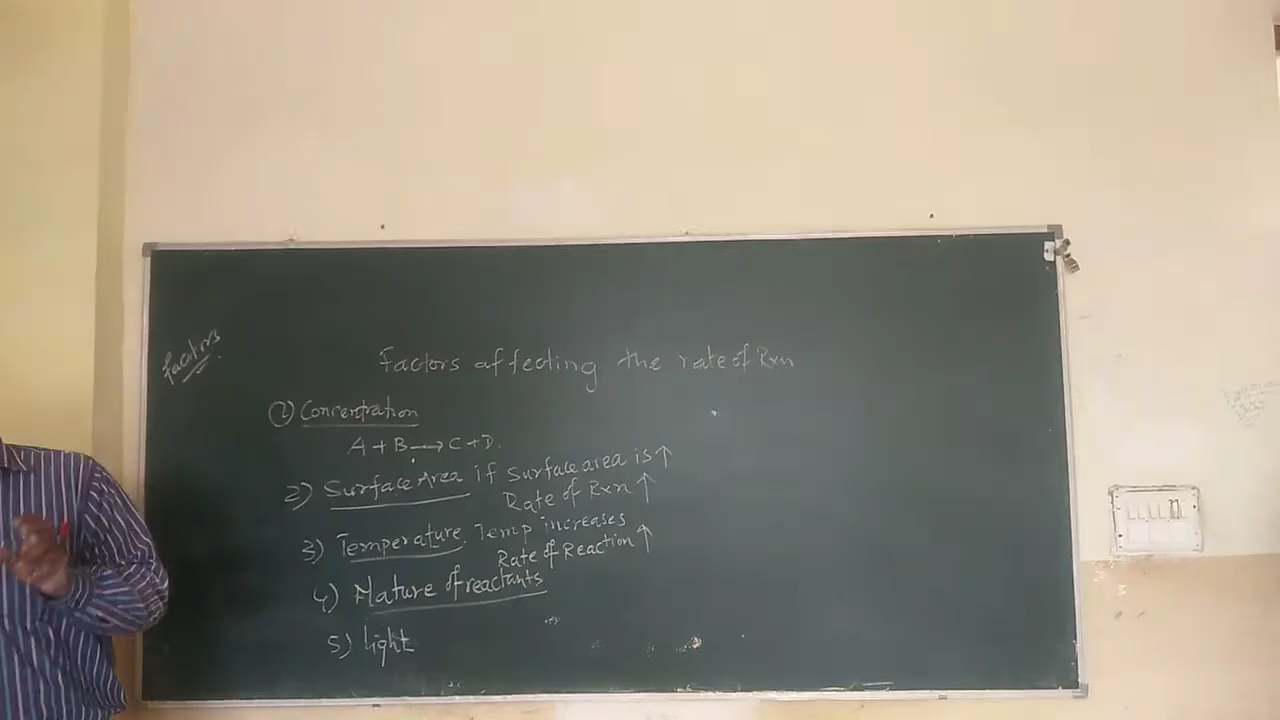 Factors
Factors affecting the rate of Rxn
1) Concentration
A + B → C + D.
2) Surface Area if Surface area is ↑
Rate of Rxn ↑
3) Temperature. Temp increases
Rate of Reaction ↑
4) Nature of reactants
5) light